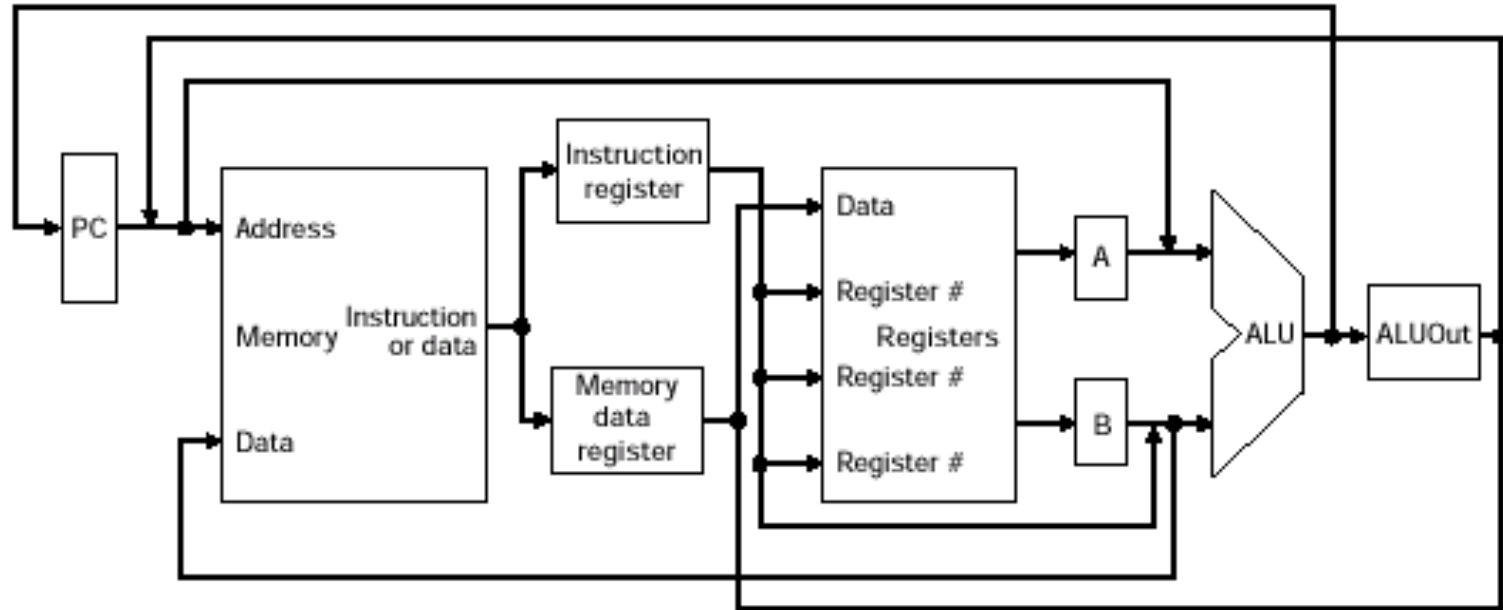 PC
Address
Memory
Instruction
or data
Data
Instruction
register
Memory
data
register
Data
Register #
Registers
Register #
Register #
A
B
ALU
ALUOut